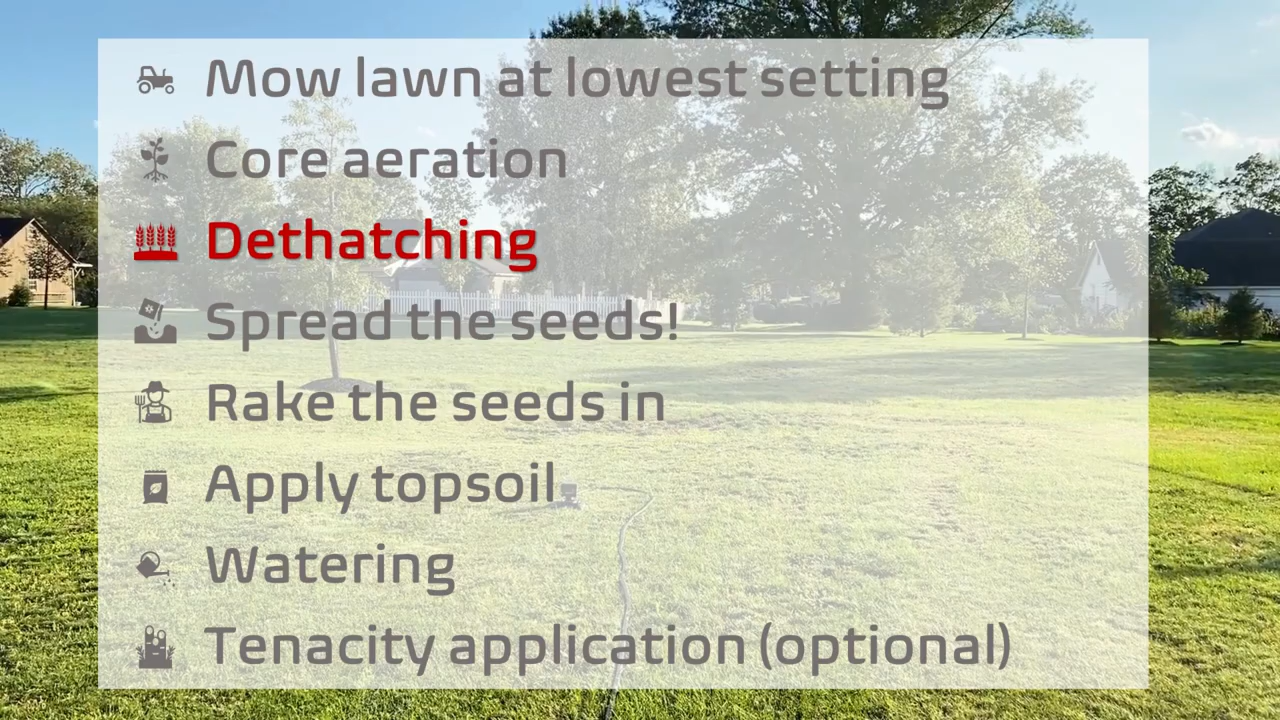 Mow lawn at lowest setting
Core aeration
Dethatching
Spread the seeds!
Rake the seeds in
Apply topsoil
Watering
Tenacity application (optional)